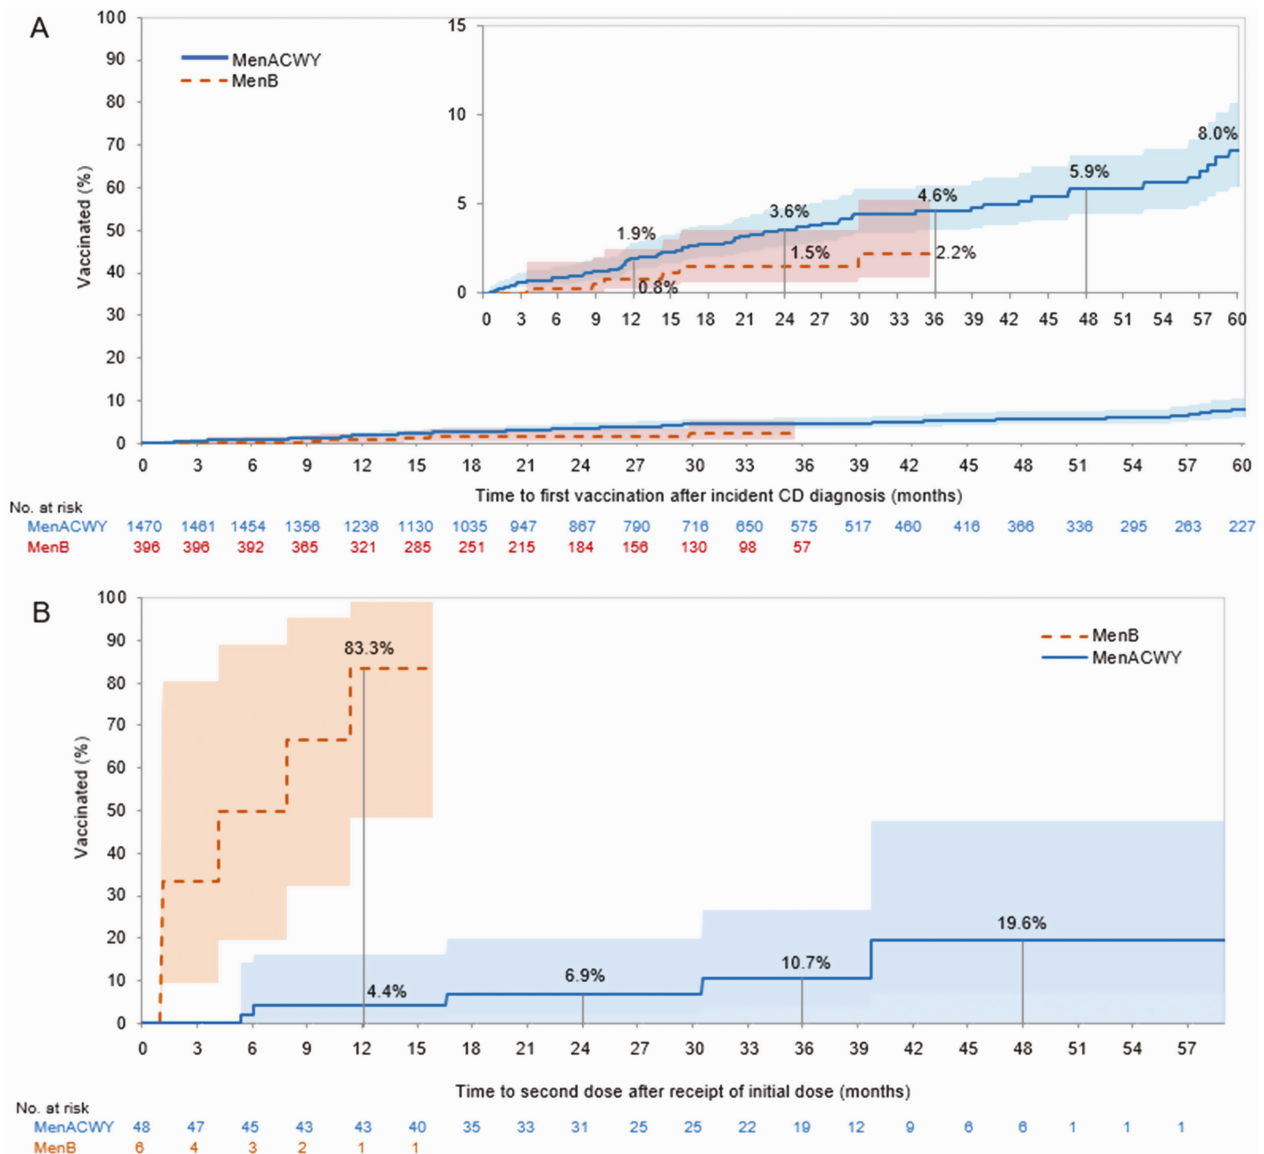 A
100
90
80
70
60
50
40
30
20
10
0
Vaccinated (%)
MenACWY
MenB
15
10
5
0
1.9%
3.6%
4.6%
5.9%
8.0%
0.8%
1.5%
2.2%
0 3 6 9 12 15 18 21 24 27 30 33 36 39 42 45 48 51 54 57 60
0 3 6 9 12 15 18 21 24 27 30 33 36 39 42 45 48 51 54 57 60
Time to first vaccination after incident CD diagnosis (months)
No. at risk
MenACWY 1470 1461 1454 1356 1236 1130 1035 947 867 790 716 650 575 517 460 416 366 336 295 263 227
MenB 396 396 392 365 321 285 251 215 184 156 130 98 57
B
100
90
80
70
60
50
40
30
20
10
0
Vaccinated (%)
MenB
MenACWY
83.3%
4.4%
6.9%
10.7%
19.6%
0 3 6 9 12 15 18 21 24 27 30 33 36 39 42 45 48 51 54 57
Time to second dose after receipt of initial dose (months)
No. at risk
MenACWY 48 47 45 43 43 40 35 33 31 25 25 22 19 12 9 6 6 1 1 1
MenB 6 4 3 2 1 1